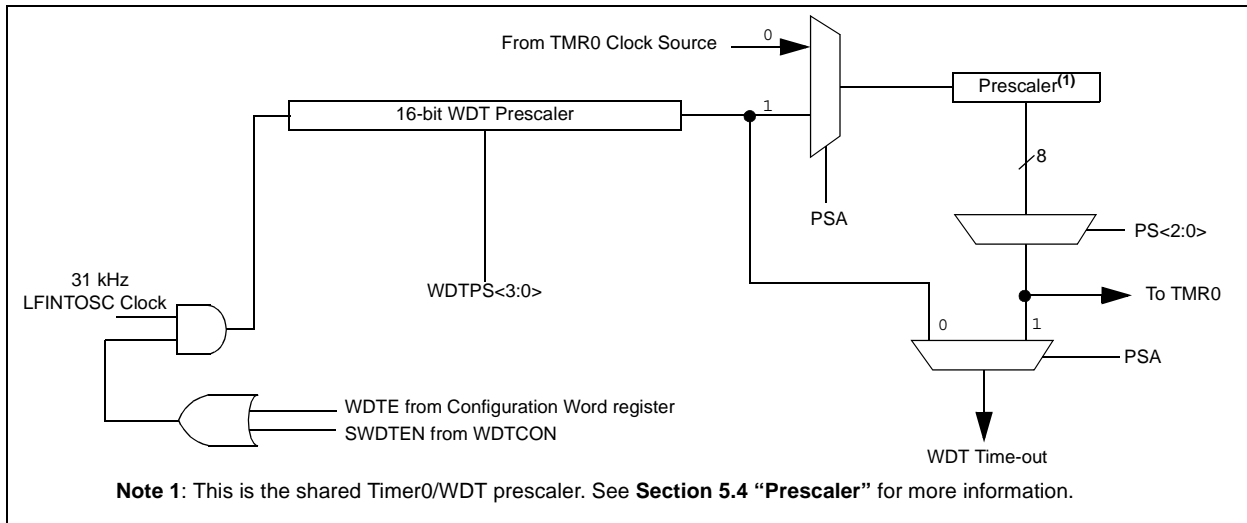 From TMR0 Clock Source
0
Prescaler(1)
16-bit WDT Prescaler
1
8
PSA
PS<2:0>
31 kHz
LFINTOSC Clock
WDTPS<3:0>
To TMR0
0
1
PSA
WDTE from Configuration Word register
SWDTEN from WDTCON
WDT Time-out
Note 1: This is the shared Timer0/WDT prescaler. See Section 5.4 “Prescaler” for more information.